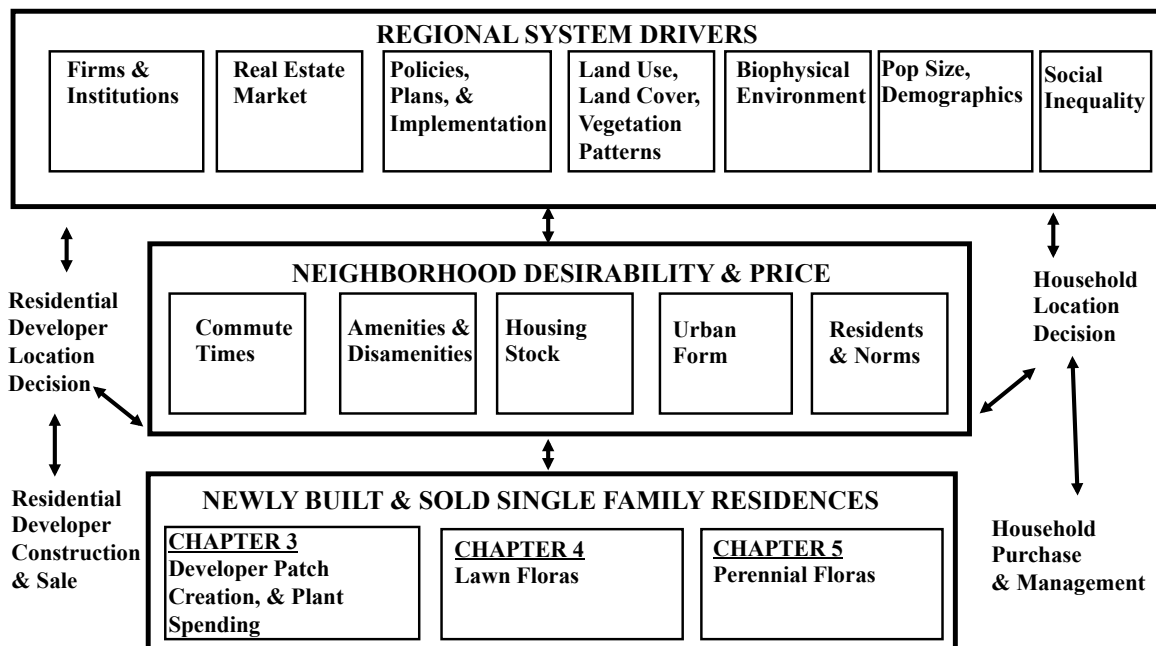 REGIONAL SYSTEM DRIVERS
Firms &
Institutions
Real Estate
Market
Policies,
Plans, &
Implementation
Land Use,
Land Cover,
Vegetation
Patterns
Biophysical
Environment
Pop Size,
Demographics
Social
Inequality
Residential
Developer
Location
Decision
NEIGHBORHOOD DESIRABILITY & PRICE
Commute
Times
Amenities &
Disamenities
Housing
Stock
Urban
Form
Residents
& Norms
Household
Location
Decision
Residential
Developer
Construction
& Sale
NEWLY BUILT & SOLD SINGLE FAMILY RESIDENCES
CHAPTER 3
Developer Patch
Creation, & Plant
Spending
CHAPTER 4
Lawn Floras
CHAPTER 5
Perennial Floras
Household
Purchase
& Management